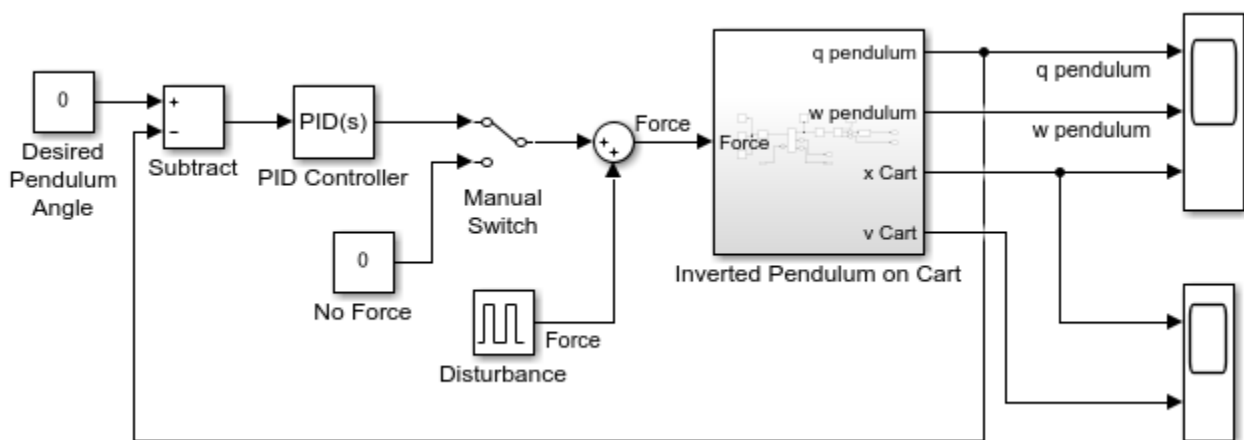 0
Desired
Pendulum
Angle
+
−
Subtract
PID(s)
PID Controller
0
No Force
Manual
Switch
Disturbance
Force
+
+
Force
Force
q pendulum
w pendulum
x Cart
v Cart
Inverted Pendulum on Cart
q pendulum
w pendulum